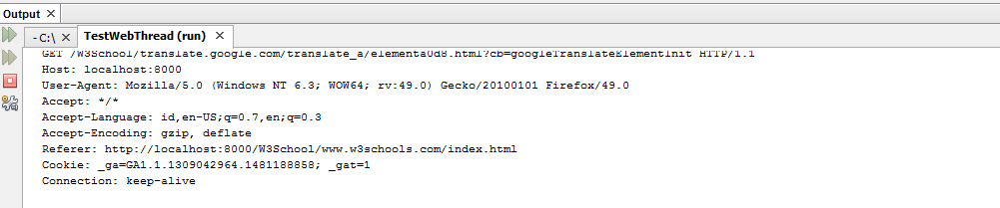 Output
-C:\ TestWebThread (run)
GET /W3School/translate.google.com/translate_a/elementa0d8.html?cb=googleTranslateElementInit HTTP/1.1
Host: localhost:8000
User-Agent: Mozilla/5.0 (Windows NT 6.3; WOW64; rv:49.0) Gecko/20100101 Firefox/49.0
Accept: */*
Accept-Language: id,en-US;q=0.7,en;q=0.3
Accept-Encoding: gzip, deflate
Referer: http://localhost:8000/W3School/www.w3schools.com/index.html
Cookie: _ga=GA1.1.1309042964.1481188858; _gat=1
Connection: keep-alive